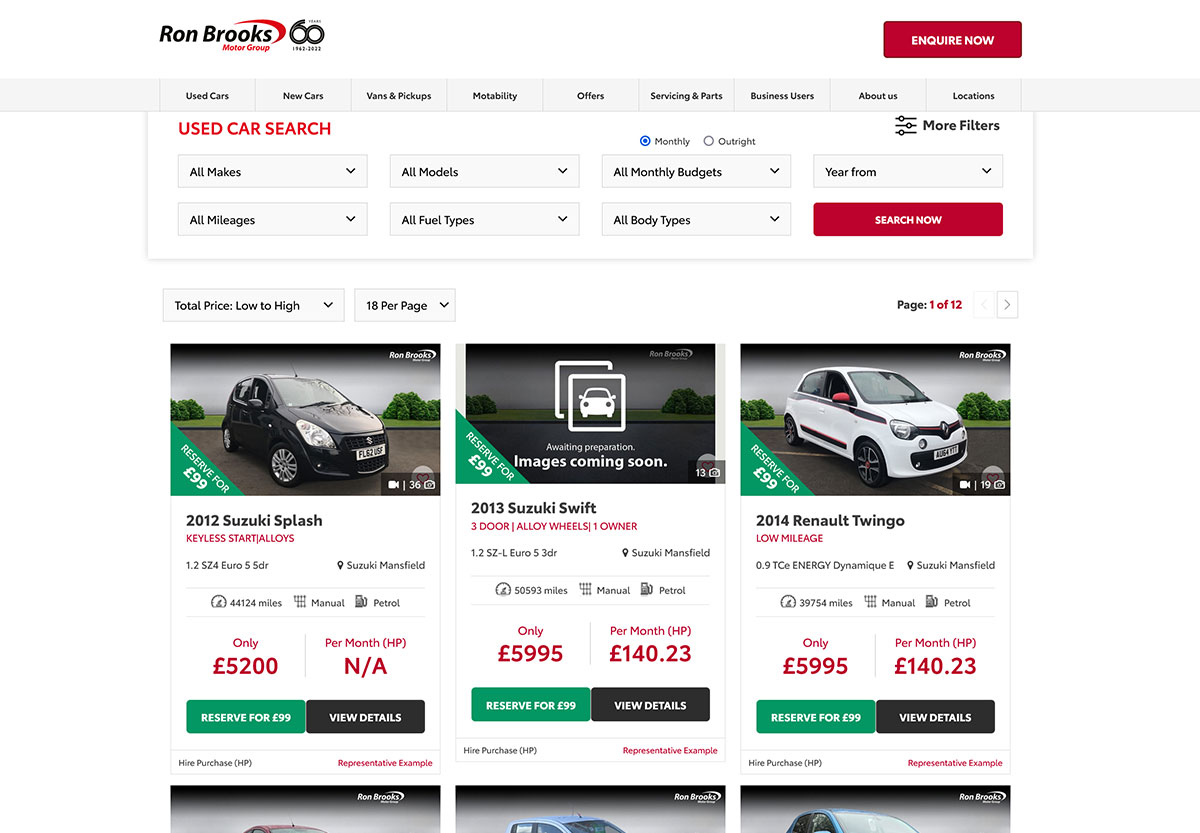 Ron Brooks
Motor Group
60
YEARS
1962-2022
ENQUIRE NOW
Used Cars
New Cars
Vans & Pickups
Motability
Offers
Servicing & Parts
Business Users
About us
Locations
USED CAR SEARCH
Monthly
Outright
More Filters
All Makes
All Models
All Monthly Budgets
Year from
All Mileages
All Fuel Types
All Body Types
SEARCH NOW
Total Price: Low to High
18 Per Page
Page: 1 of 12
Ron Brooks
Motor Group
FL62 USF
RESERVE FOR
£99
| 36
2012 Suzuki Splash
KEYLESS START|ALLOYS
1.2 SZ4 Euro 5 5dr
Suzuki Mansfield
44124 miles
Manual
Petrol
Only
£5200
Per Month (HP)
N/A
RESERVE FOR £99
VIEW DETAILS
Hire Purchase (HP)
Representative Example
Ron Brooks
Motor Group
Awaiting preparation.
Images coming soon.
RESERVE FOR
£99
13
2013 Suzuki Swift
3 DOOR | ALLOY WHEELS| 1 OWNER
1.2 SZ-L Euro 5 3dr
Suzuki Mansfield
50593 miles
Manual
Petrol
Only
£5995
Per Month (HP)
£140.23
RESERVE FOR £99
VIEW DETAILS
Hire Purchase (HP)
Representative Example
Ron Brooks
Motor Group
RESERVE FOR
£99
| 19
2014 Renault Twingo
LOW MILEAGE
0.9 TCe ENERGY Dynamique E
Suzuki Mansfield
39754 miles
Manual
Petrol
Only
£5995
Per Month (HP)
£140.23
RESERVE FOR £99
VIEW DETAILS
Hire Purchase (HP)
Representative Example
Ron Brooks
Motor Group
Ron Brooks
Motor Group
Ron Brooks
Motor Group